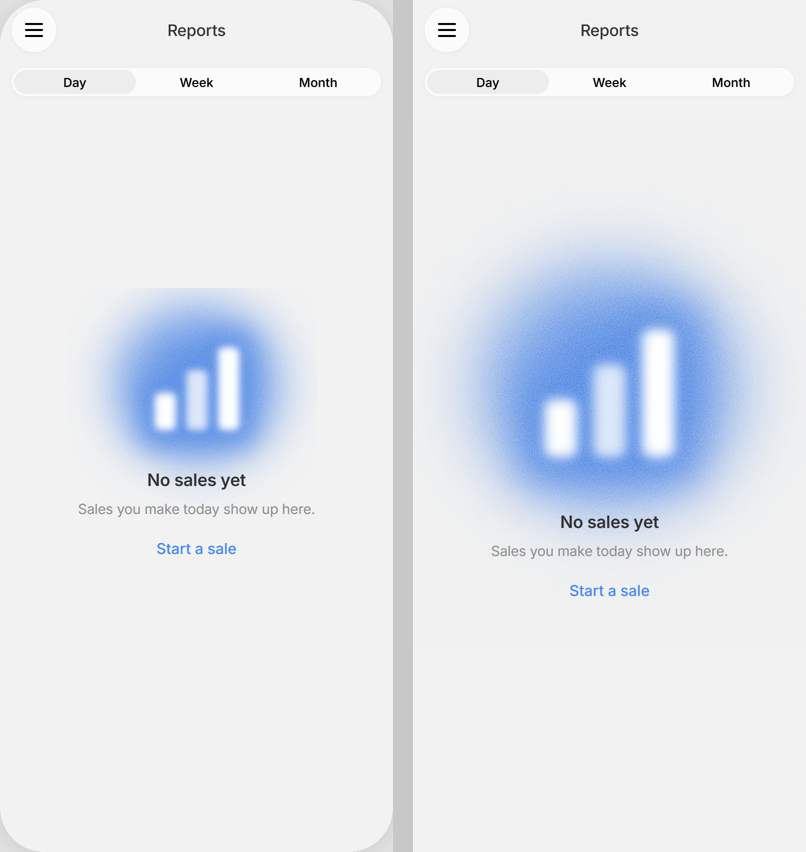 Reports
Day Week Month
No sales yet
Sales you make today show up here.
Start a sale
Reports
Day Week Month
No sales yet
Sales you make today show up here.
Start a sale